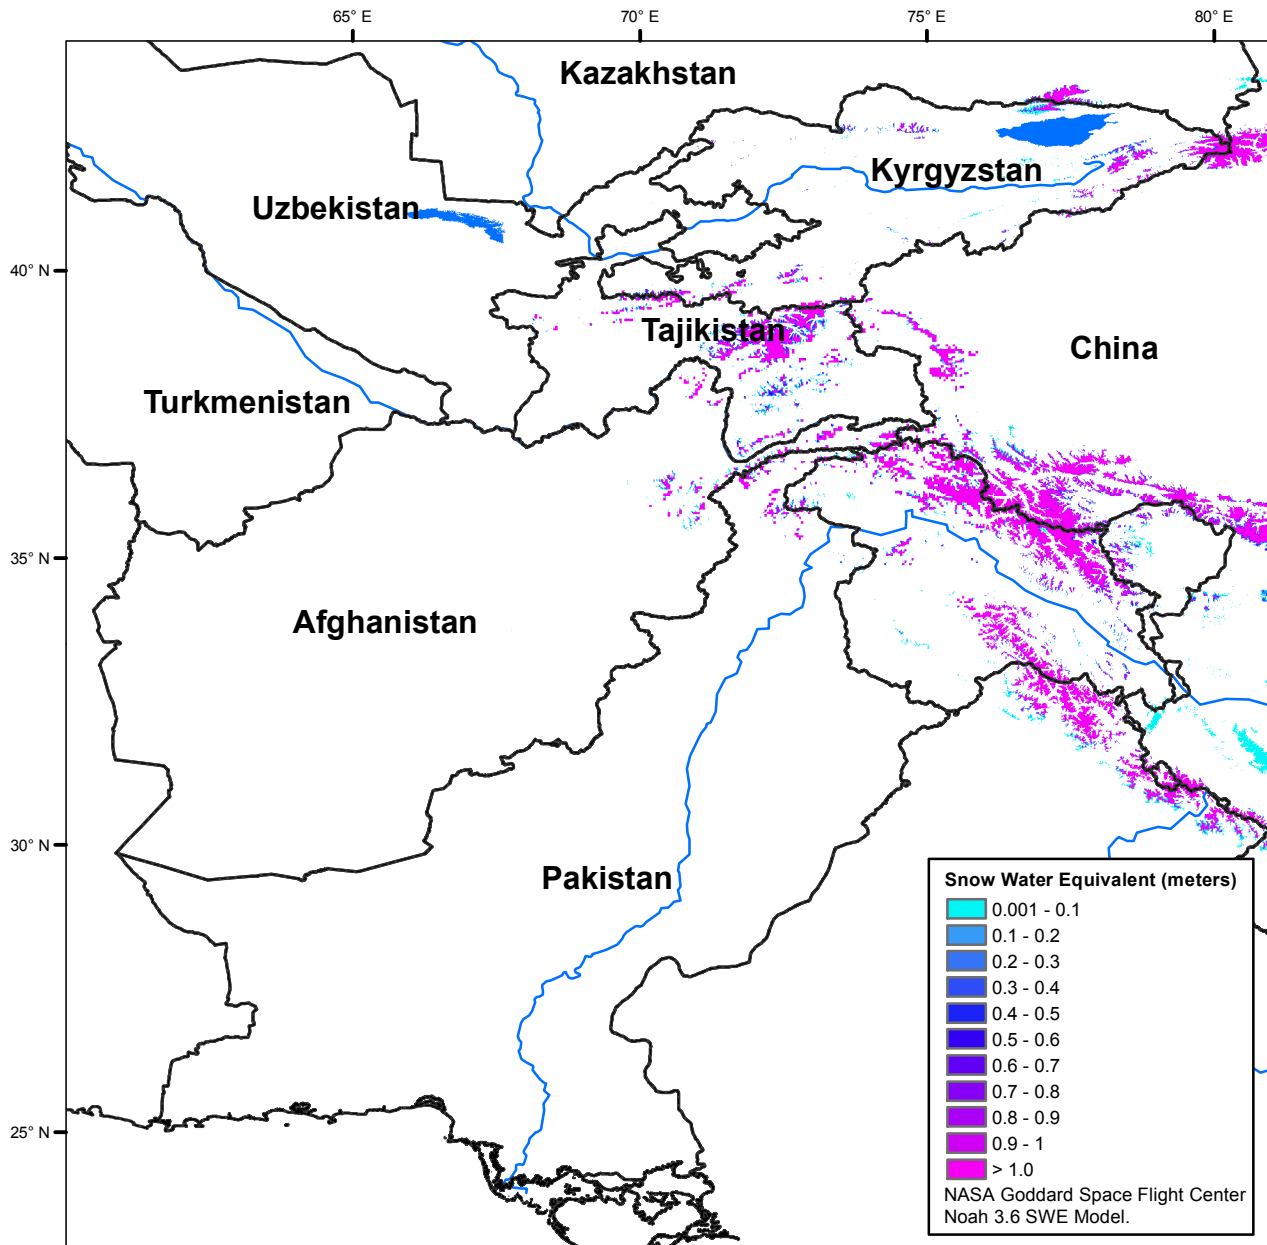 65° E
70° E
75° E
80° E
Kazakhstan
Kyrgyzstan
Uzbekistan
40° N
Tajikistan
China
Turkmenistan
35° N
Afghanistan
30° N
Pakistan
25° N
Snow Water Equivalent (meters)
0.001 - 0.1
0.1 - 0.2
0.2 - 0.3
0.3 - 0.4
0.4 - 0.5
0.5 - 0.6
0.6 - 0.7
0.7 - 0.8
0.8 - 0.9
0.9 - 1
> 1.0
NASA Goddard Space Flight Center
Noah 3.6 SWE Model.